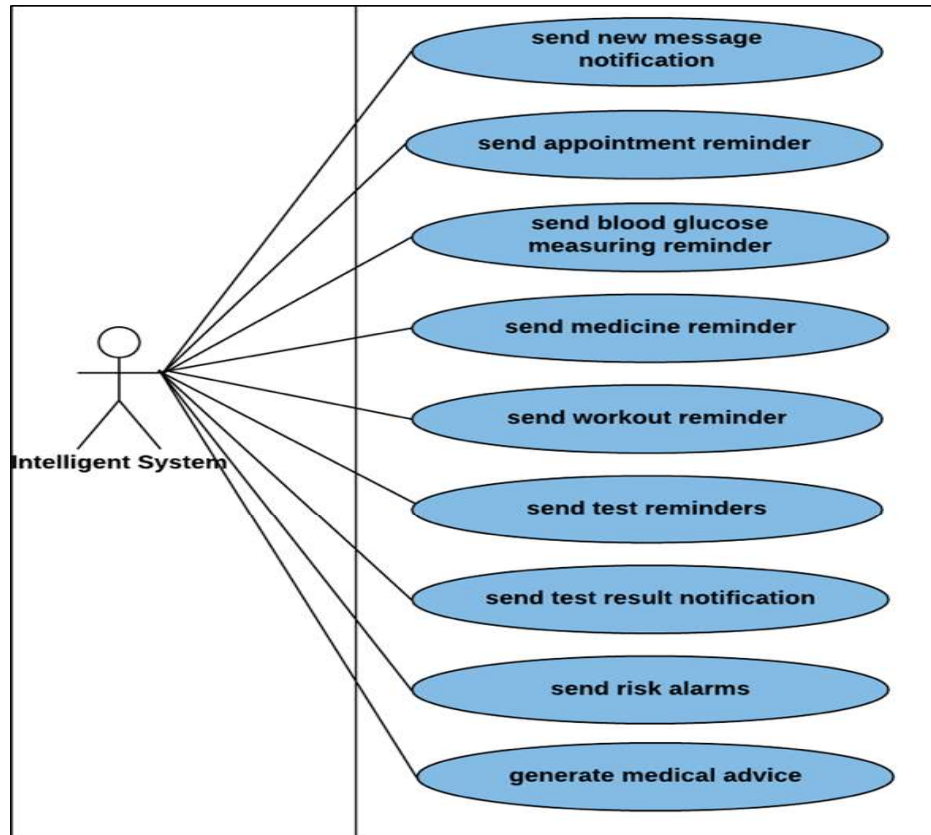 send new message
notification
send appointment reminder
send blood glucose
measuring reminder
send medicine reminder
send workout reminder
Intelligent System
send test reminders
send test result notification
send risk alarms
generate medical advice